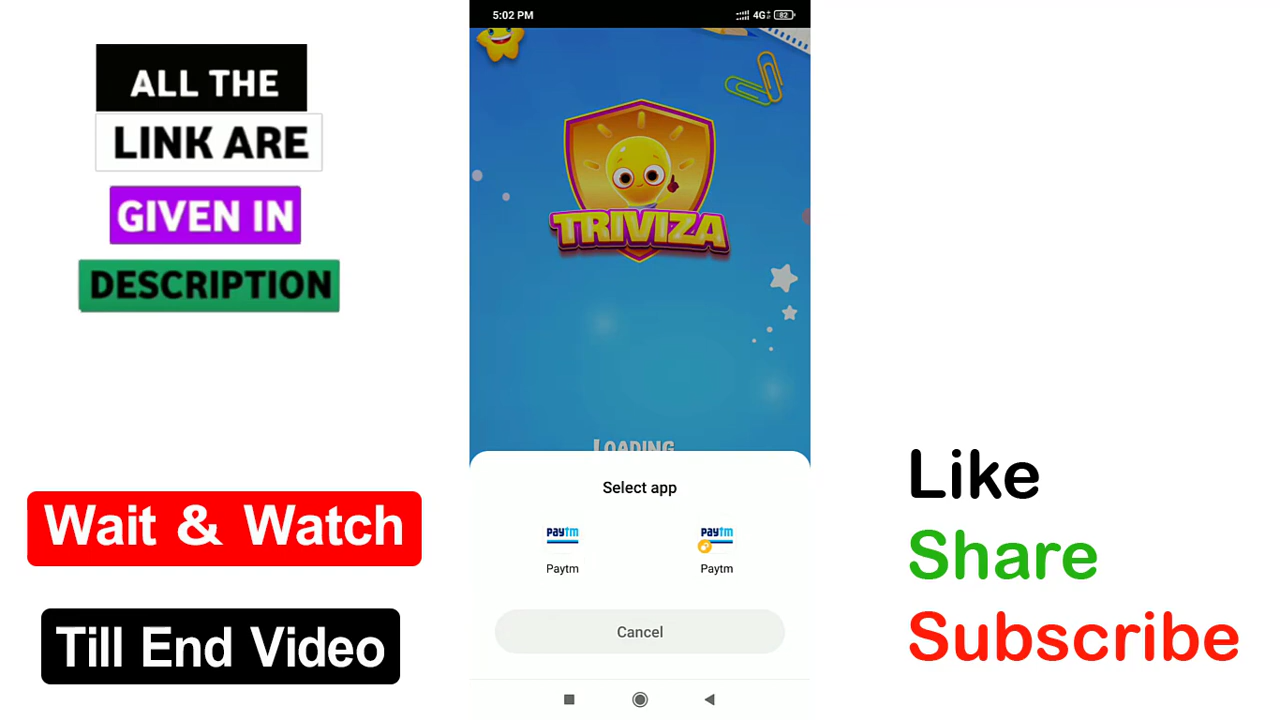 ALL THE
LINK ARE
GIVEN IN
DESCRIPTION
Wait & Watch
Till End Video
5:02 PM
4G+
82
TRIVIZA
LOADING
Select app
Paytm
Paytm
Paytm
Paytm
Cancel
Like
Share
Subscribe